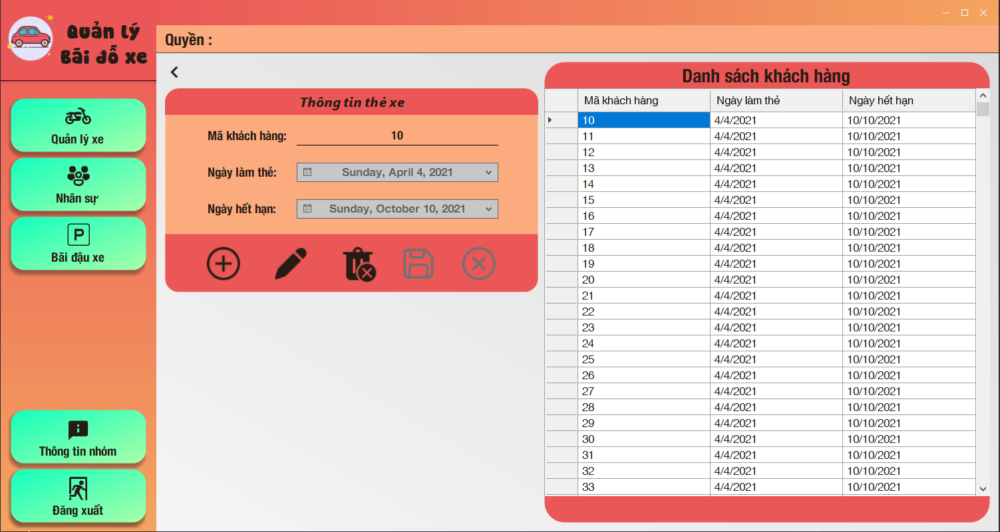 Quản lý
Bãi đỗ xe
Quyền :
Quản lý xe
Nhân sự
P
Bãi đậu xe
Thông tin nhóm
Đăng xuất
Thông tin thẻ xe
Mã khách hàng: 10
Ngày làm thẻ: Sunday, April 4, 2021
Ngày hết hạn: Sunday, October 10, 2021
Danh sách khách hàng
Mã khách hàng Ngày làm thẻ Ngày hết hạn
10 4/4/2021 10/10/2021
11 4/4/2021 10/10/2021
12 4/4/2021 10/10/2021
13 4/4/2021 10/10/2021
14 4/4/2021 10/10/2021
15 4/4/2021 10/10/2021
16 4/4/2021 10/10/2021
17 4/4/2021 10/10/2021
18 4/4/2021 10/10/2021
19 4/4/2021 10/10/2021
20 4/4/2021 10/10/2021
21 4/4/2021 10/10/2021
22 4/4/2021 10/10/2021
23 4/4/2021 10/10/2021
24 4/4/2021 10/10/2021
25 4/4/2021 10/10/2021
26 4/4/2021 10/10/2021
27 4/4/2021 10/10/2021
28 4/4/2021 10/10/2021
29 4/4/2021 10/10/2021
30 4/4/2021 10/10/2021
31 4/4/2021 10/10/2021
32 4/4/2021 10/10/2021
33 4/4/2021 10/10/2021